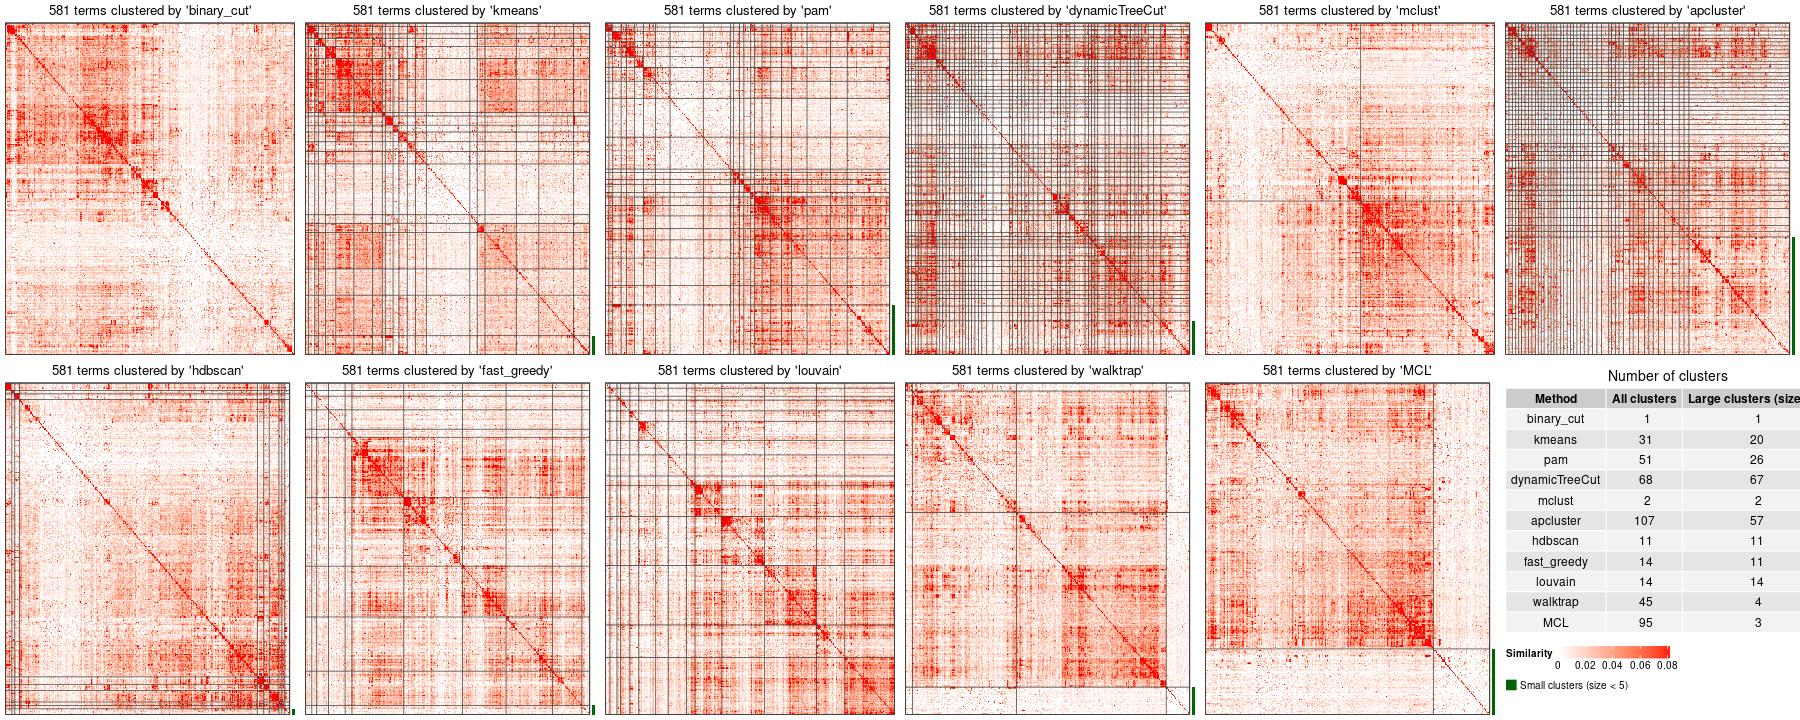 581 terms clustered by 'binary_cut'
581 terms clustered by 'kmeans'
581 terms clustered by 'pam'
581 terms clustered by 'dynamicTreeCut'
581 terms clustered by 'mclust'
581 terms clustered by 'apcluster'
581 terms clustered by 'hdbscan'
581 terms clustered by 'fast_greedy'
581 terms clustered by 'louvain'
581 terms clustered by 'walktrap'
581 terms clustered by 'MCL'
Number of clusters
Method All clusters Large clusters (size
binary_cut 1 1
kmeans 31 20
pam 51 26
dynamicTreeCut 68 67
mclust 2 2
apcluster 107 57
hdbscan 11 11
fast_greedy 14 11
louvain 14 14
walktrap 45 4
MCL 95 3
Similarity
0 0.02 0.04 0.06 0.08
Small clusters (size < 5)